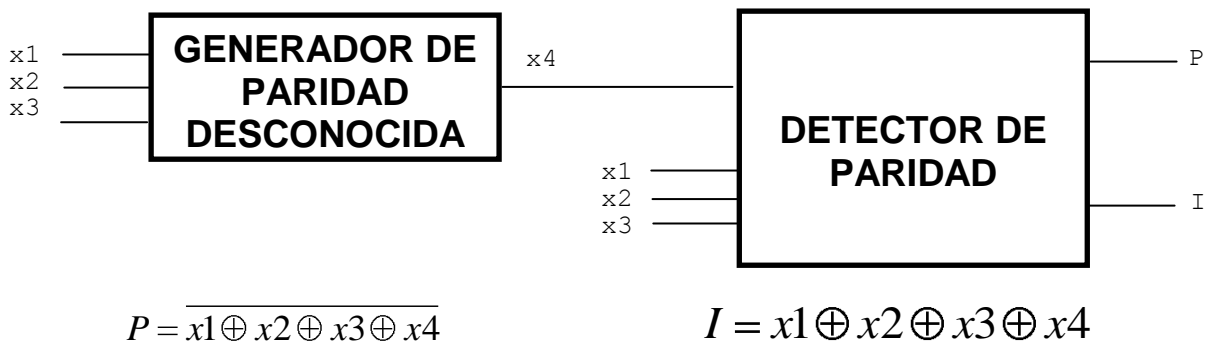 x1
x2
x3
GENERADOR DE
PARIDAD
DESCONOCIDA
x4
DETECTOR DE
PARIDAD
x1
x2
x3
P
I
P = \overline{x1 ⊕ x2 ⊕ x3 ⊕ x4}
I = x1 ⊕ x2 ⊕ x3 ⊕ x4